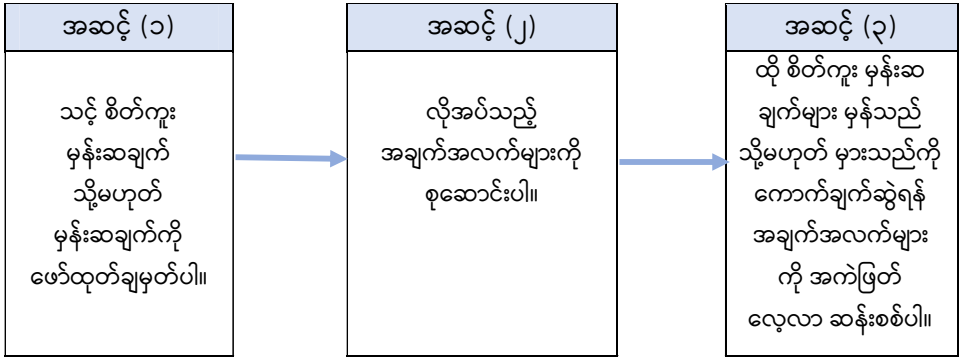 အဆင့် (၁)
သင့် စိတ်ကူး
မှန်းဆချက်
သို့မဟုတ်
မှန်းဆချက်ကို
ဖော်ထုတ်ချမှတ်ပါ။
အဆင့် (၂)
လိုအပ်သည့်
အချက်အလက်များကို
စုဆောင်းပါ။
အဆင့် (၃)
ထို စိတ်ကူး မှန်းဆ
ချက်များ မှန်သည်
သို့မဟုတ် မှားသည်ကို
ကောက်ချက်ဆွဲရန်
အချက်အလက်များ
ကို အကဲဖြတ်
လေ့လာ ဆန်းစစ်ပါ။